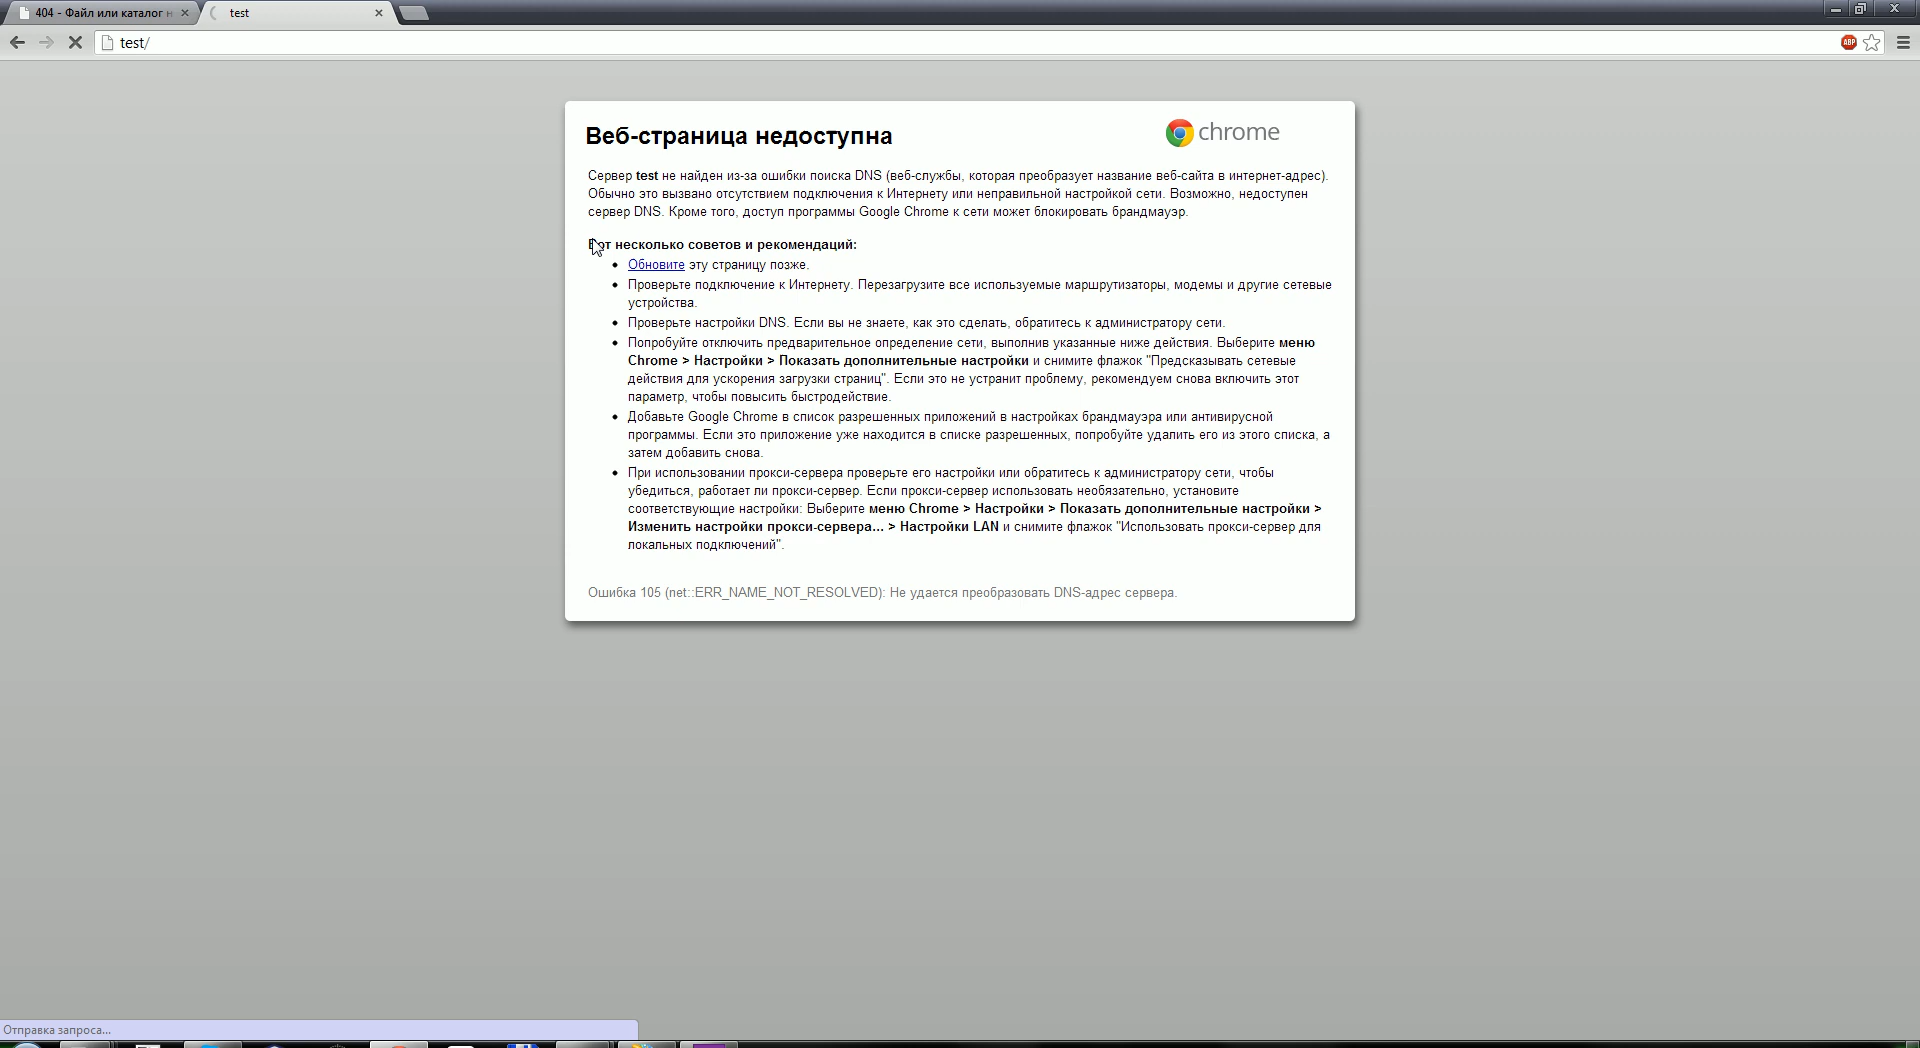 404 - Файл или каталог н
test
test/
ABP
Веб-страница недоступна
chrome
Сервер test не найден из-за ошибки поиска DNS (веб-службы, которая преобразует название веб-сайта в интернет-адрес).
Обычно это вызвано отсутствием подключения к Интернету или неправильной настройкой сети. Возможно, недоступен
сервер DNS. Кроме того, доступ программы Google Chrome к сети может блокировать брандмауэр.
Вот несколько советов и рекомендаций:
Обновите эту страницу позже.
Проверьте подключение к Интернету. Перезагрузите все используемые маршрутизаторы, модемы и другие сетевые
устройства.
Проверьте настройки DNS. Если вы не знаете, как это сделать, обратитесь к администратору сети.
Попробуйте отключить предварительное определение сети, выполнив указанные ниже действия. Выберите меню
Chrome > Настройки > Показать дополнительные настройки и снимите флажок "Предсказывать сетевые
действия для ускорения загрузки страниц". Если это не устранит проблему, рекомендуем снова включить этот
параметр, чтобы повысить быстродействие.
Добавьте Google Chrome в список разрешенных приложений в настройках брандмауэра или антивирусной
программы. Если это приложение уже находится в списке разрешенных, попробуйте удалить его из этого списка, а
затем добавить снова.
При использовании прокси-сервера проверьте его настройки или обратитесь к администратору сети, чтобы
убедиться, работает ли прокси-сервер. Если прокси-сервер использовать необязательно, установите
соответствующие настройки: Выберите меню Chrome > Настройки > Показать дополнительные настройки >
Изменить настройки прокси-сервера... > Настройки LAN и снимите флажок "Использовать прокси-сервер для
локальных подключений".
Ошибка 105 (net::ERR_NAME_NOT_RESOLVED): Не удается преобразовать DNS-адрес сервера.
Отправка запроса...